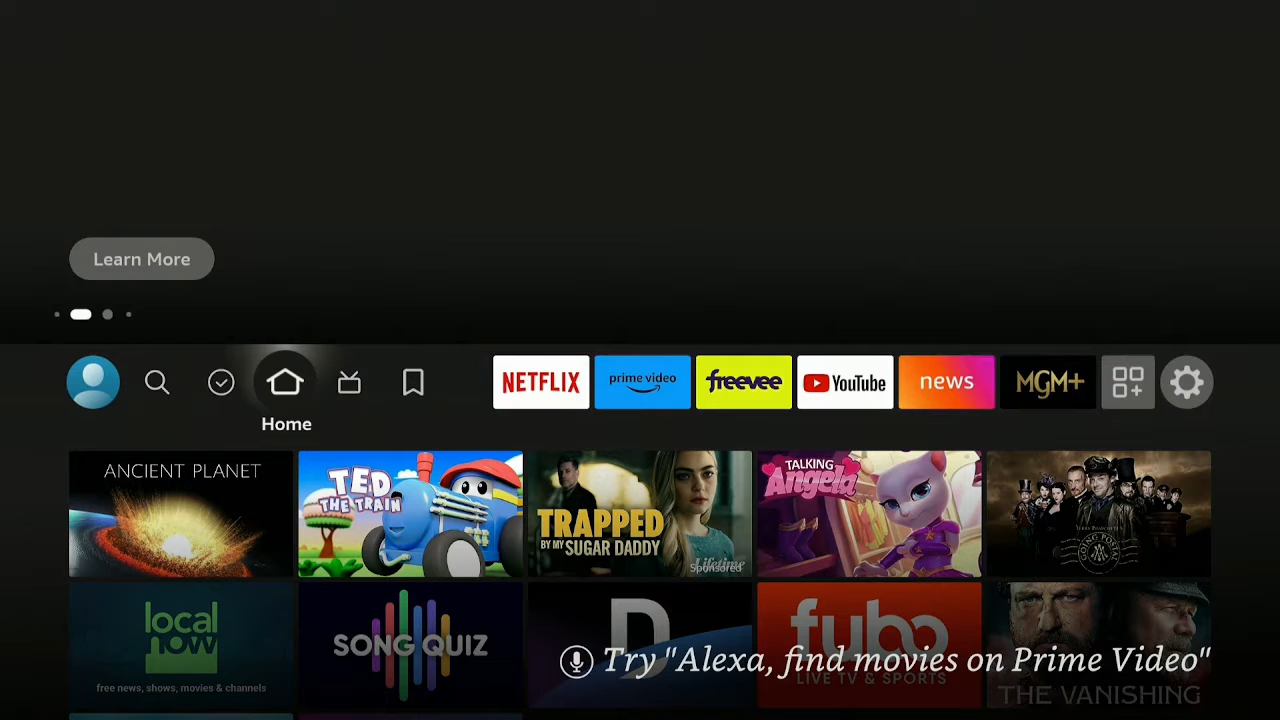 Learn More
NETFLIX
prime video
freevee
YouTube
news
MGM+
Home
ANCIENT PLANET
TED
THE TRAIN
TRAPPED
BY MY SUGAR DADDY
Lifetime
Sponsored
TALKING
Angela
GOING POSTAL
local
now
free news, shows, movies & channels
SONG QUIZ
D
fubo
LIVE TV & SPORTS
Try "Alexa, find movies on Prime Video"
THE VANISHING